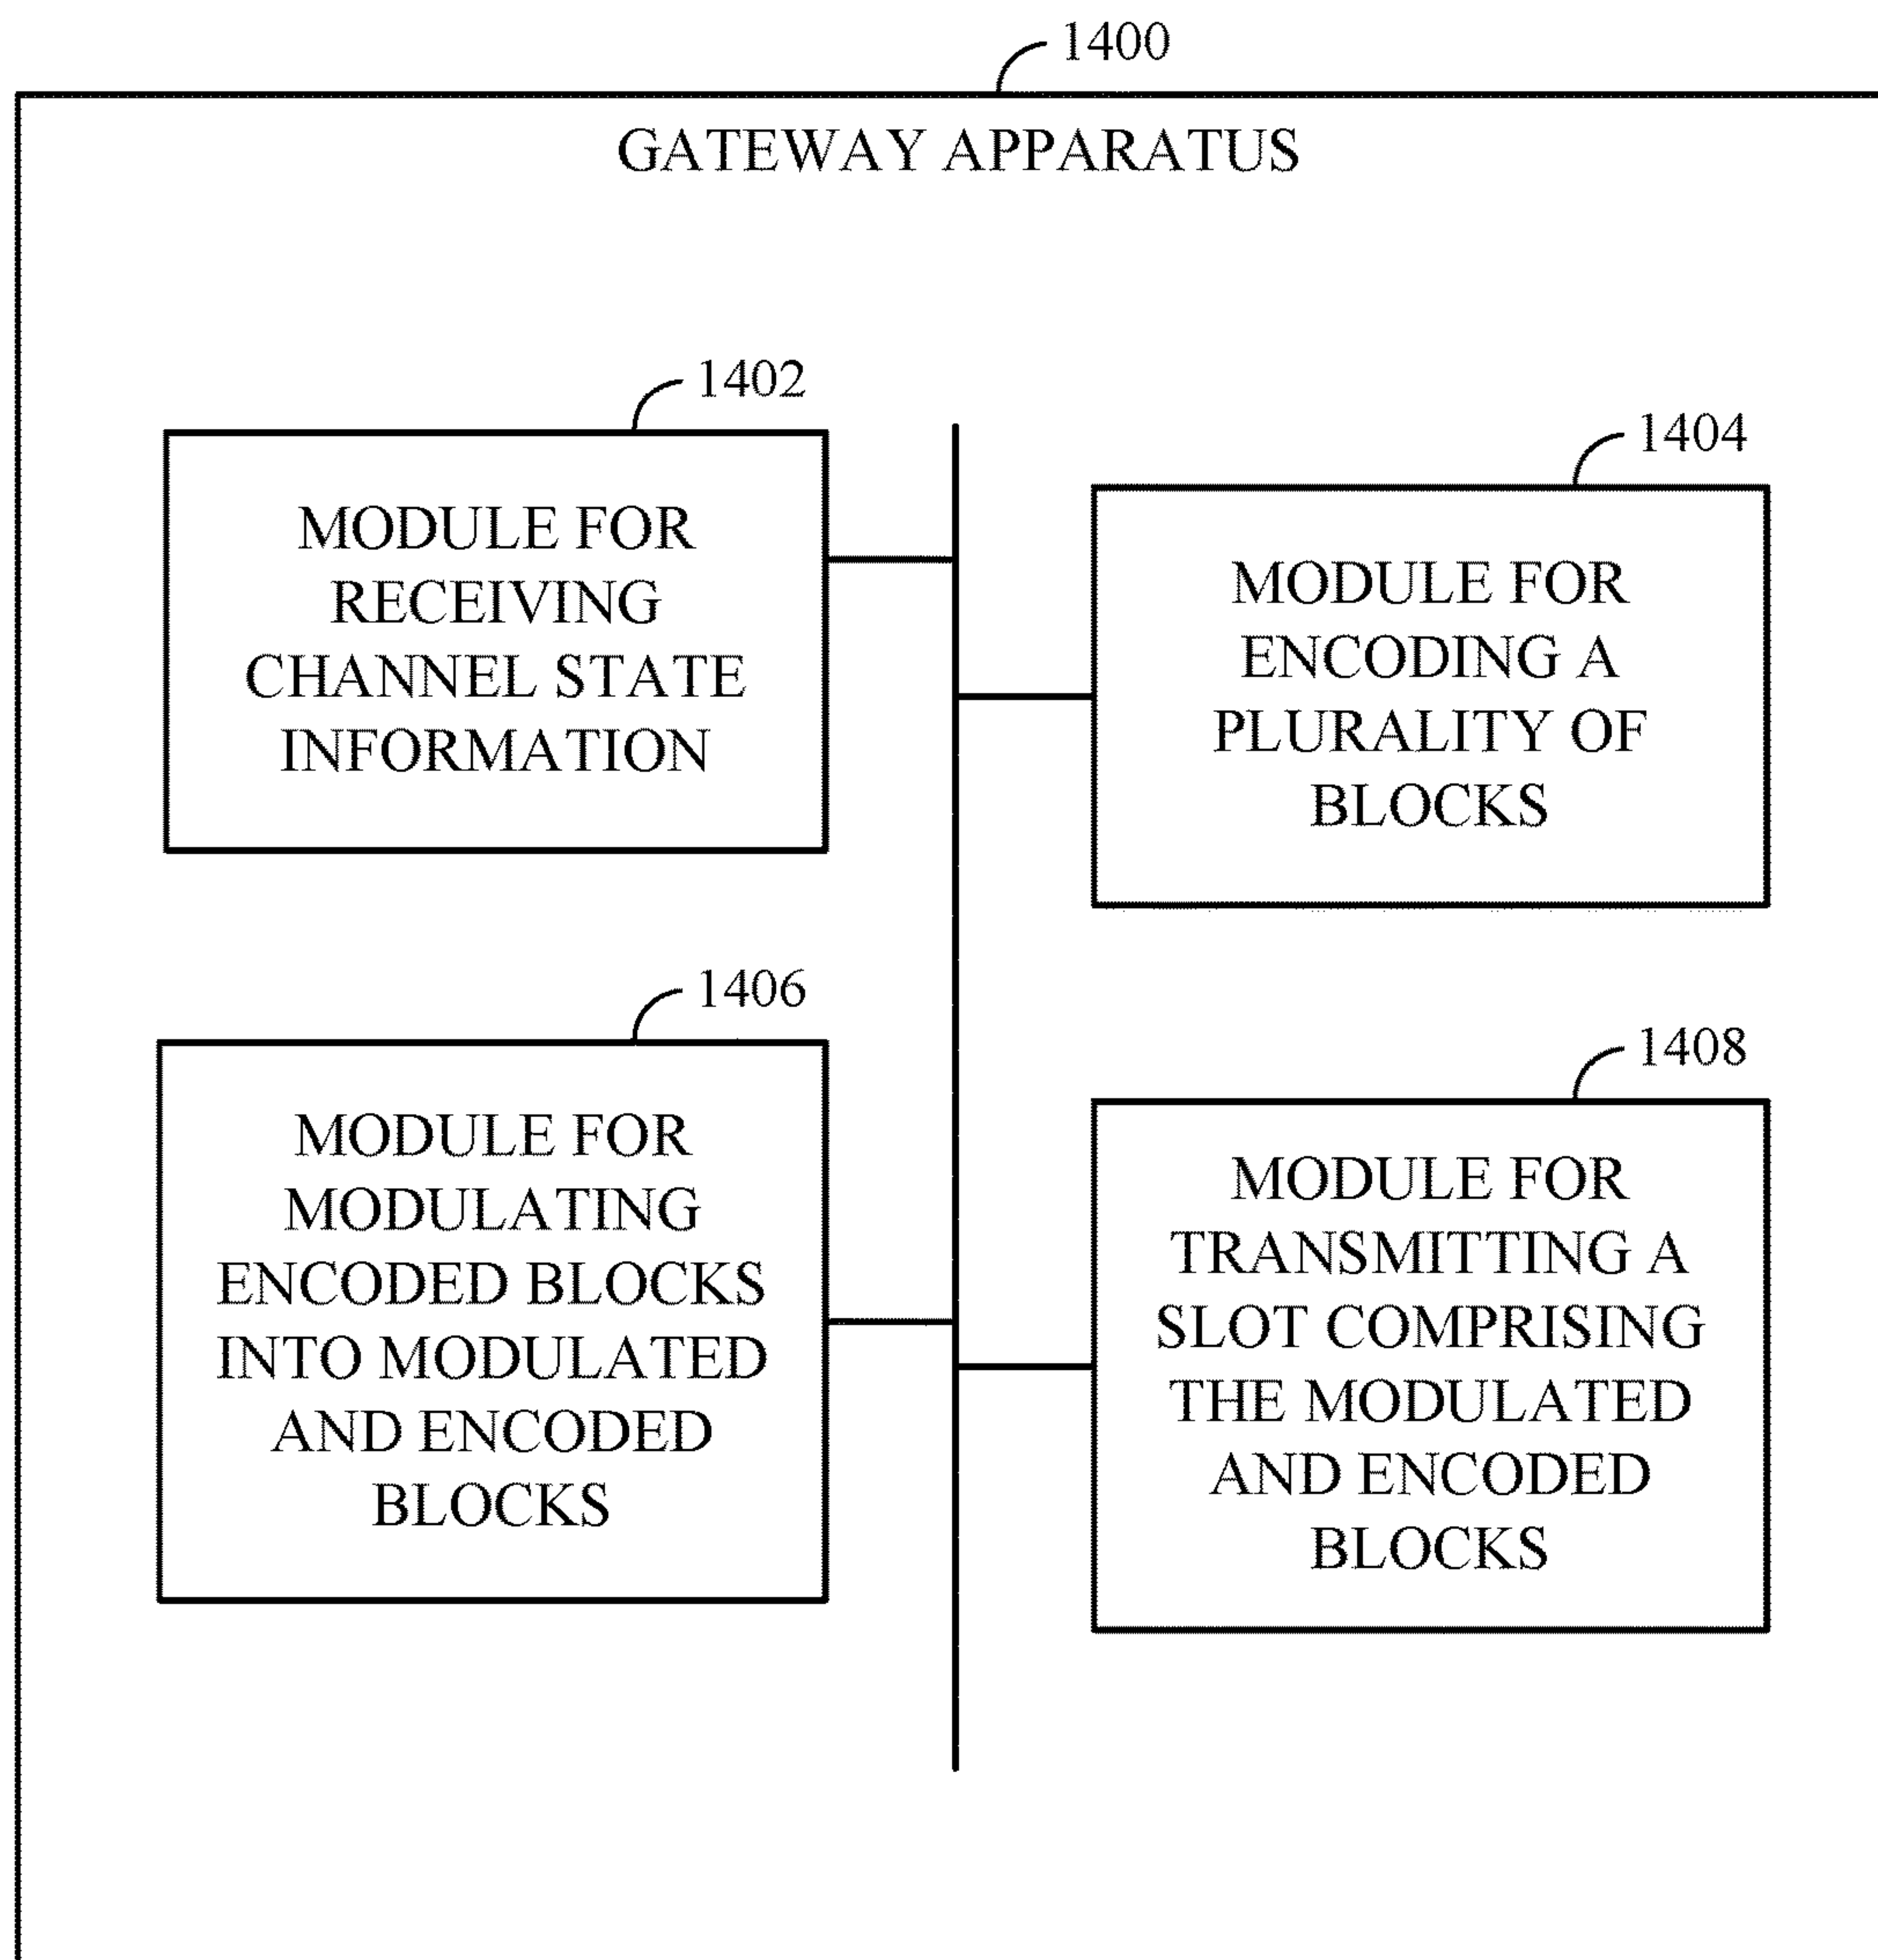 1400
GATEWAY APPARATUS
1402
MODULE FOR
RECEIVING
CHANNEL STATE
INFORMATION
1404
MODULE FOR
ENCODING A
PLURALITY OF
BLOCKS
1406
MODULE FOR
MODULATING
ENCODED BLOCKS
INTO MODULATED
AND ENCODED
BLOCKS
1408
MODULE FOR
TRANSMITTING A
SLOT COMPRISING
THE MODULATED
AND ENCODED
BLOCKS